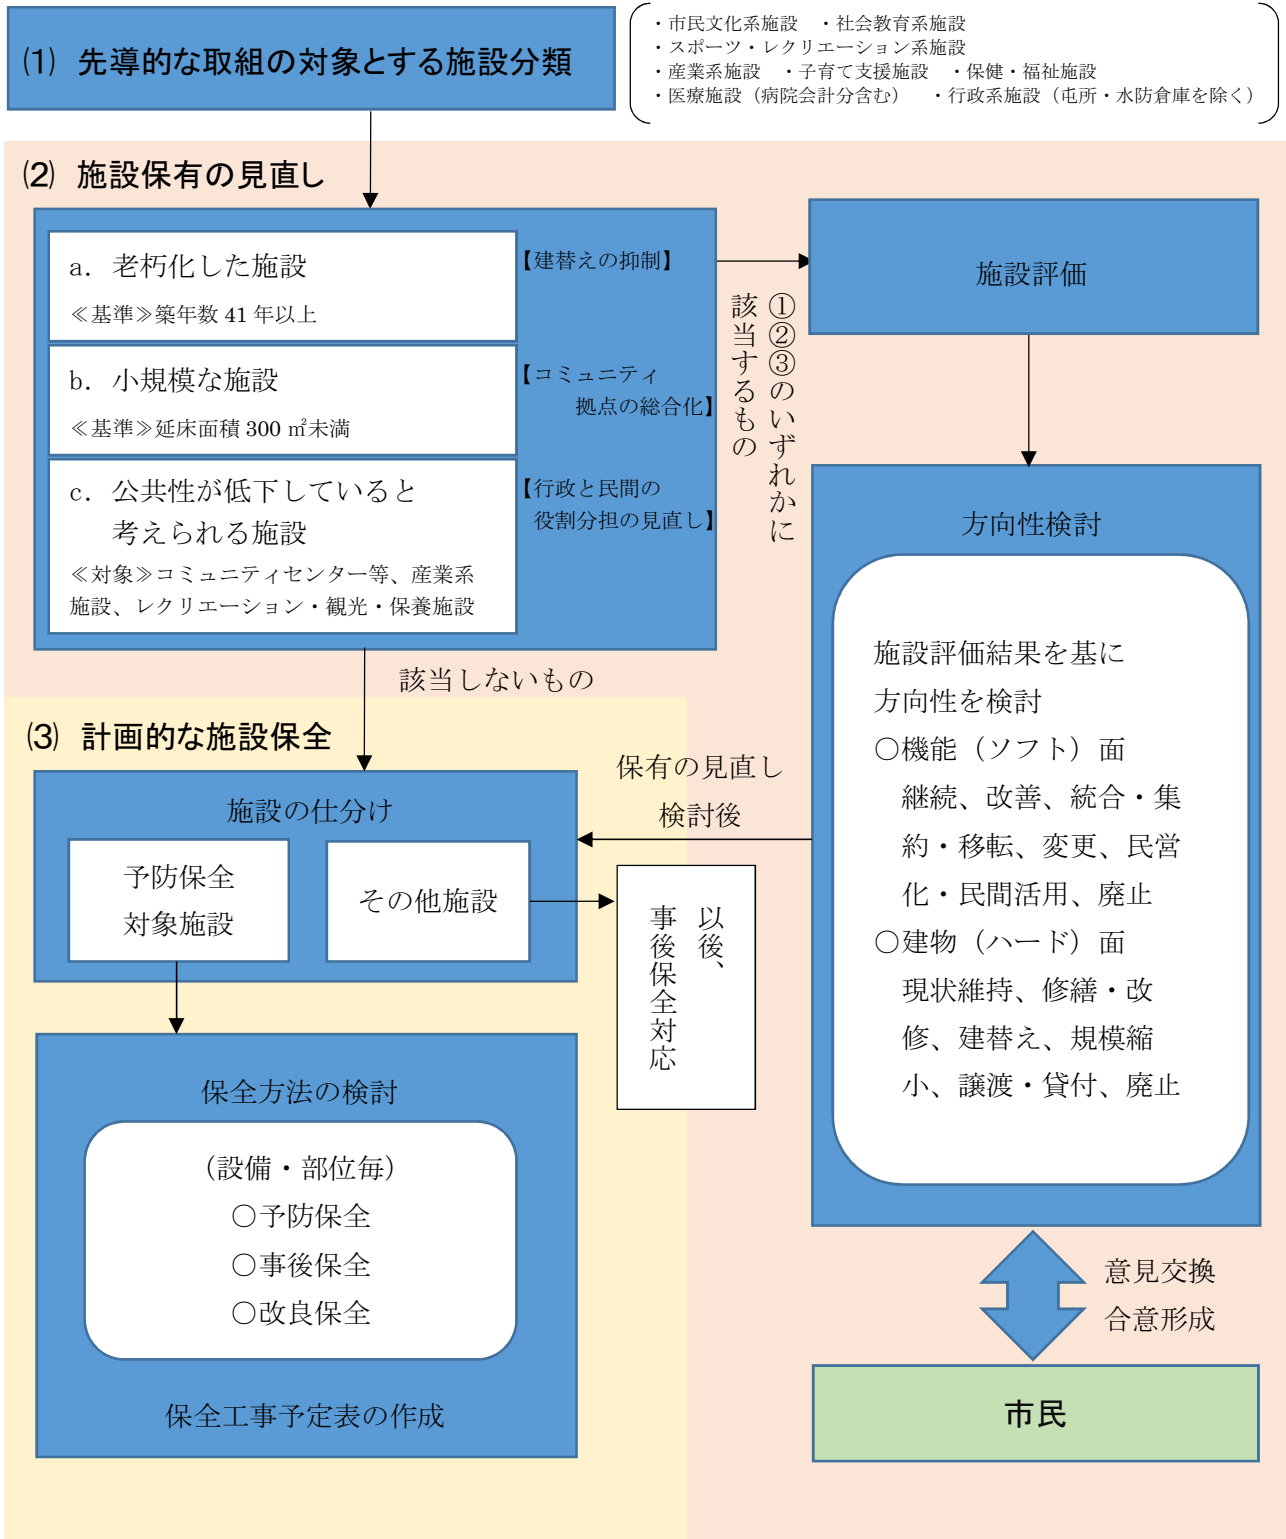 ⑴ 先導的な取組の対象とする施設分類
・市民文化系施設　・社会教育系施設
・スポーツ・レクリエーション系施設
・産業系施設　・子育て支援施設　・保健・福祉施設
・医療施設（病院会計分含む）　・行政系施設（屯所・水防倉庫を除く）
⑵ 施設保有の見直し
a. 老朽化した施設
≪基準≫築年数 41 年以上
【建替えの抑制】
b. 小規模な施設
≪基準≫延床面積 300 ㎡未満
【コミュニティ
拠点の総合化】
c. 公共性が低下していると
考えられる施設
≪対象≫コミュニティセンター等、産業系
施設、レクリエーション・観光・保養施設
【行政と民間の
役割分担の見直し】
①②③のいずれかに
該当するもの
施設評価
方向性検討
施設評価結果を基に
方向性を検討
○機能（ソフト）面
継続、改善、統合・集
約・移転、変更、民営
化・民間活用、廃止
○建物（ハード）面
現状維持、修繕・改
修、建替え、規模縮
小、譲渡・貸付、廃止
意見交換
合意形成
市民
該当しないもの
⑶ 計画的な施設保全
保有の見直し
検討後
施設の仕分け
予防保全
対象施設
その他施設
以後、
事後保全対応
保全方法の検討
（設備・部位毎）
○予防保全
○事後保全
○改良保全
保全工事予定表の作成